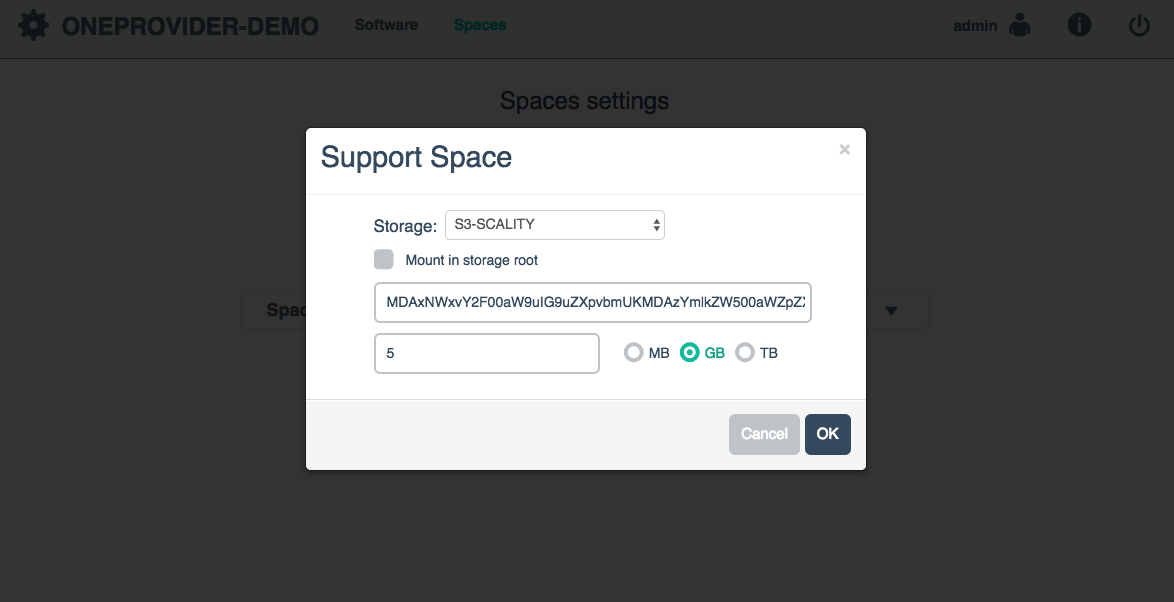 ONEPROVIDER-DEMO Software Spaces admin
Spaces settings
Support Space ×
Storage: S3-SCALITY
Mount in storage root
MDAxNWxvY2F00aW9uIG9uZXpvbmUKMDAzYmlkZW500aWZpZX
Spac
5 MB GB TB
Cancel OK